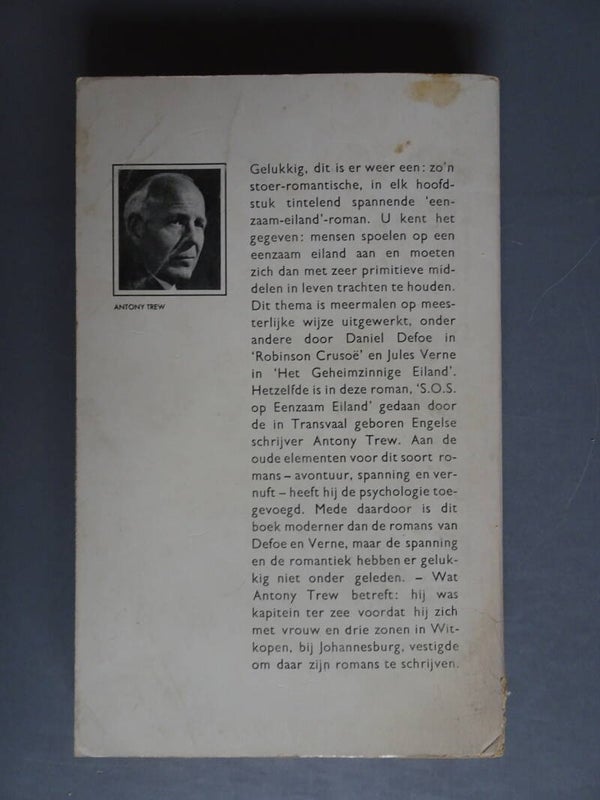 Gelukkig, dit is er weer een: zo'n
stoer-romantische, in elk hoofd-
stuk tintelend spannende 'een-
zaam-eiland'-roman. U kent het
gegeven: mensen spoelen op een
eenzaam eiland aan en moeten
zich dan met zeer primitieve mid-
delen in leven trachten te houden.
Dit thema is meermalen op mees-
terlijke wijze uitgewerkt, onder
andere door Daniel Defoe in
'Robinson Crusoë' en Jules Verne
in 'Het Geheimzinnige Eiland'.
Hetzelfde is in deze roman, 'S.O.S.
op Eenzaam Eiland' gedaan door
de in Transvaal geboren Engelse
schrijver Antony Trew. Aan de
oude elementen voor dit soort ro-
mans – avontuur, spanning en ver-
nuft – heeft hij de psychologie toe-
gevoegd. Mede daardoor is dit
boek moderner dan de romans van
Defoe en Verne, maar de spanning
en de romantiek hebben er geluk-
kig niet onder geleden. – Wat
Antony Trew betreft: hij was
kapitein ter zee voordat hij zich
met vrouw en drie zonen in Wit-
kopen, bij Johannesburg, vestigde
om daar zijn romans te schrijven.
ANTONY TREW